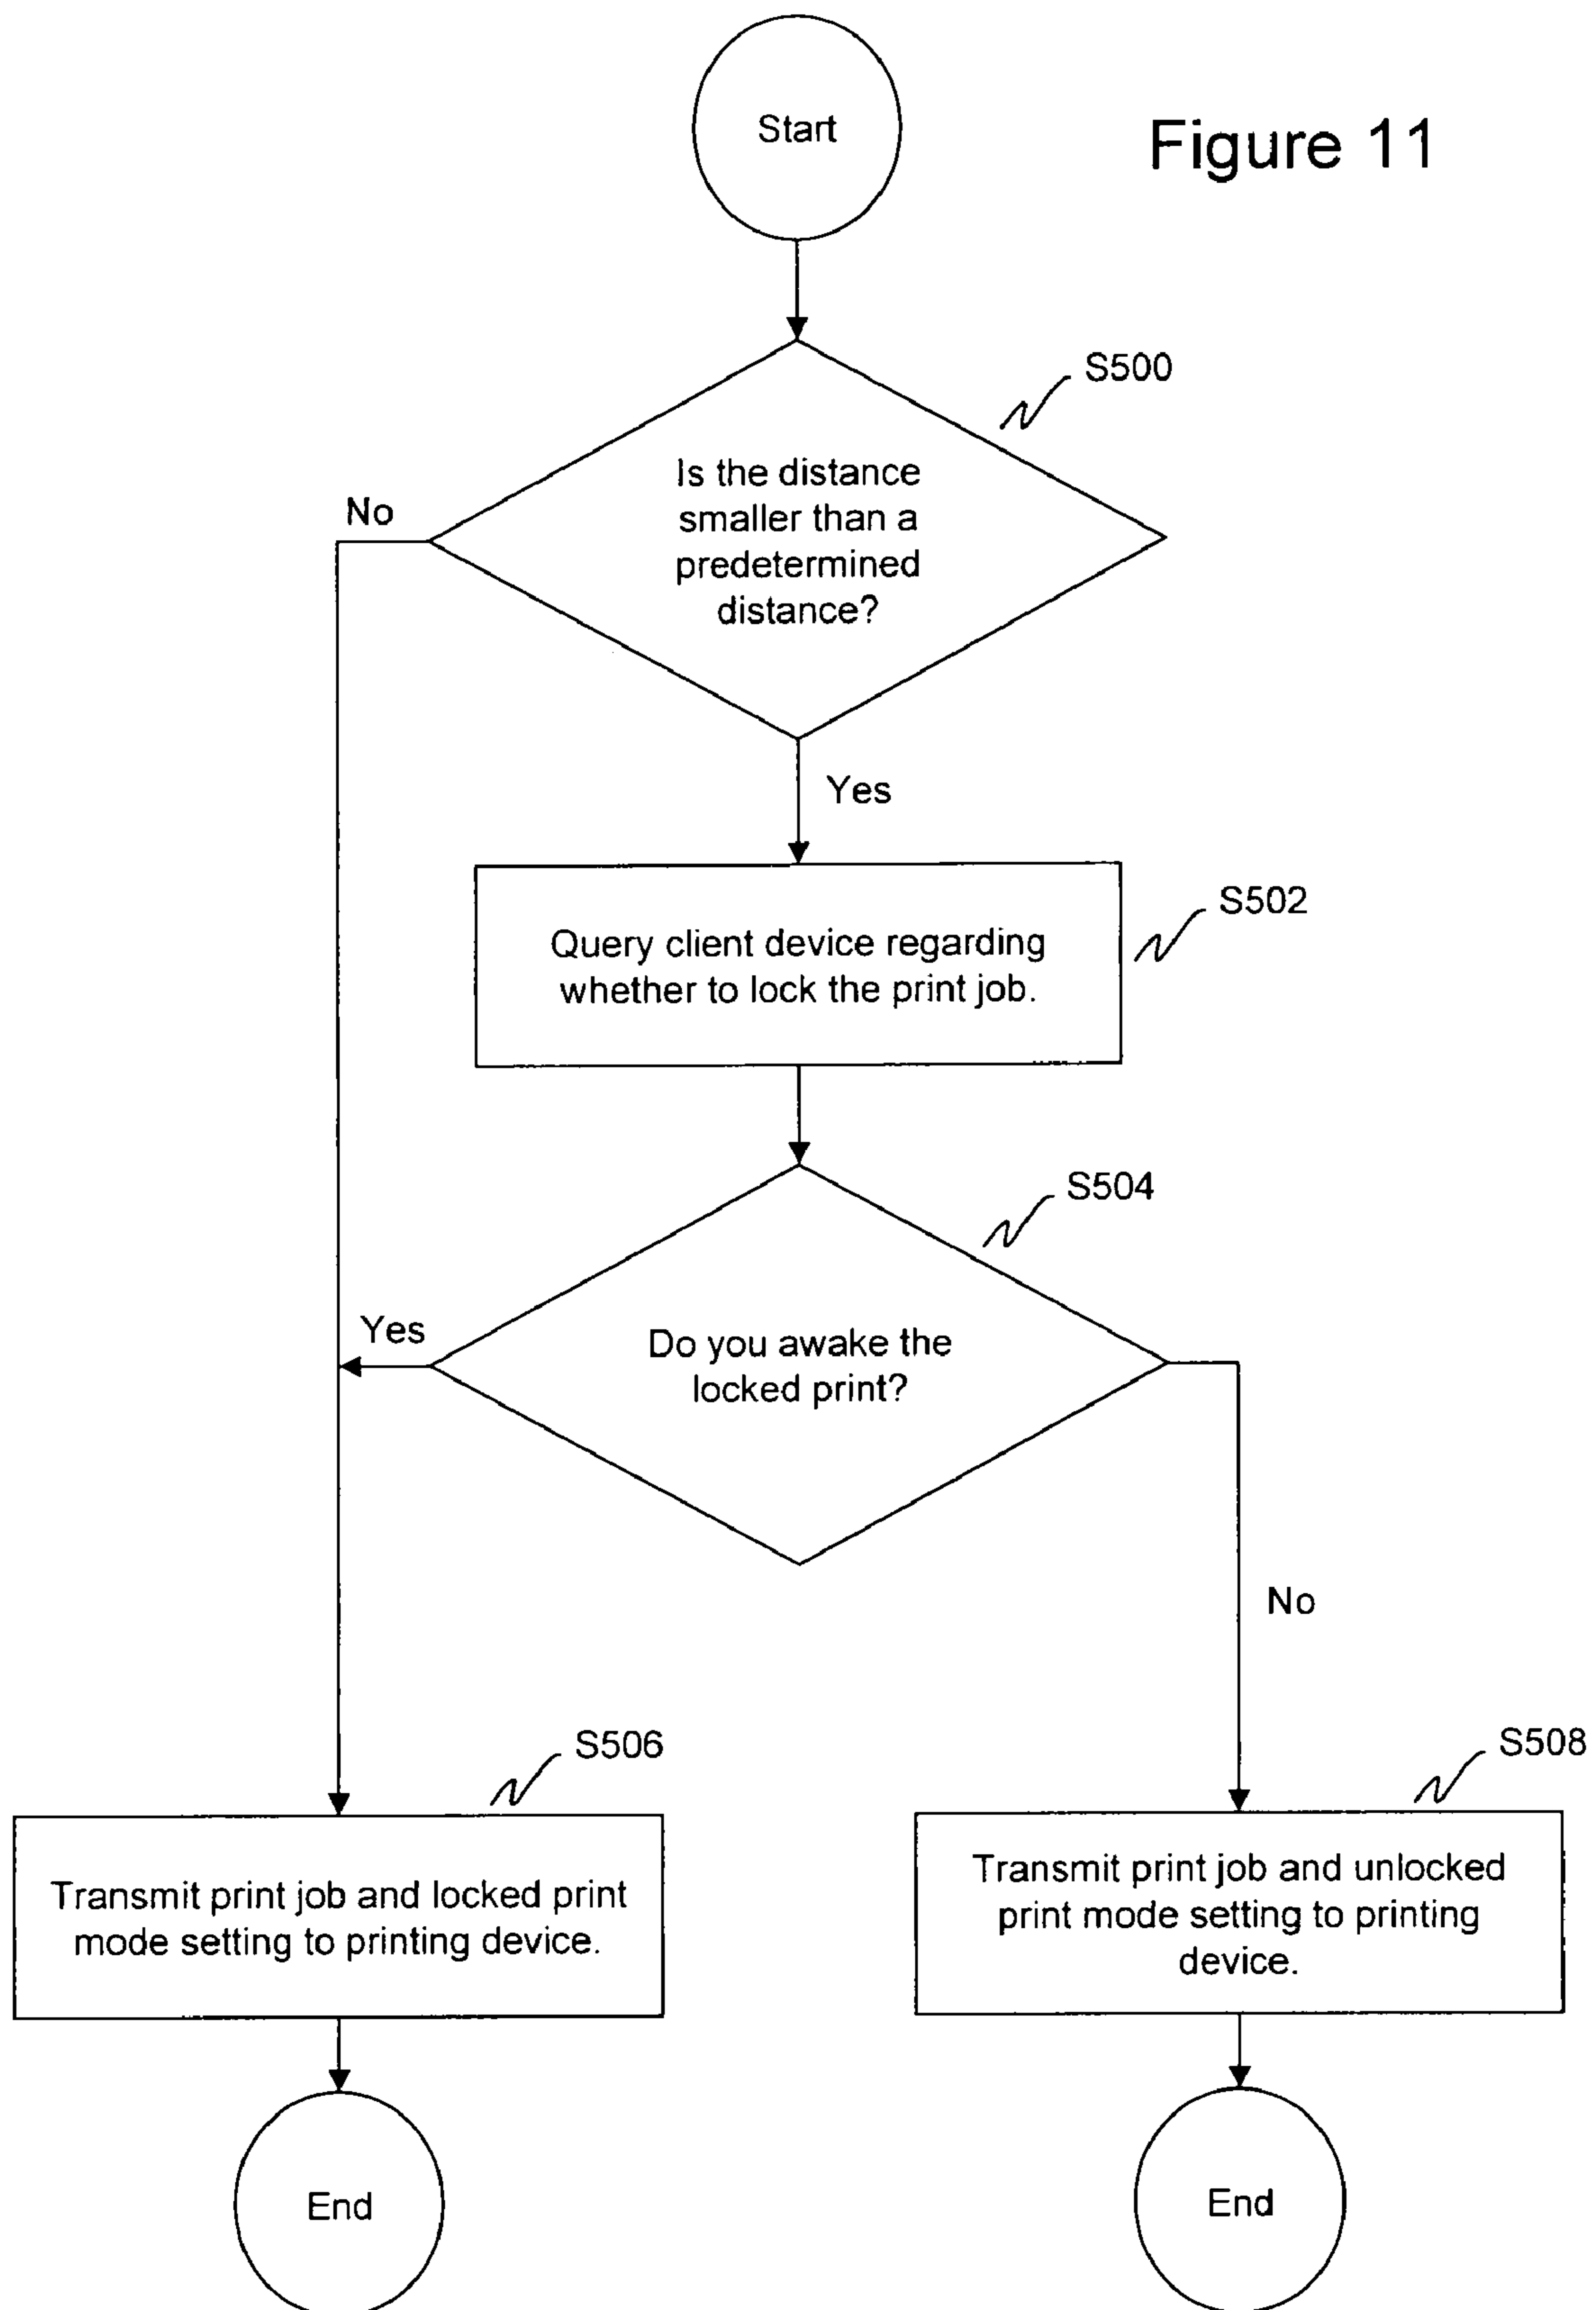 Start
Figure 11
S500
Is the distance
smaller than a
predetermined
distance?
No
Yes
S502
Query client device regarding
whether to lock the print job.
S504
Yes
Do you awake the
locked print?
No
S506
S508
Transmit print job and locked print
mode setting to printing device.
Transmit print job and unlocked
print mode setting to printing
device.
End
End